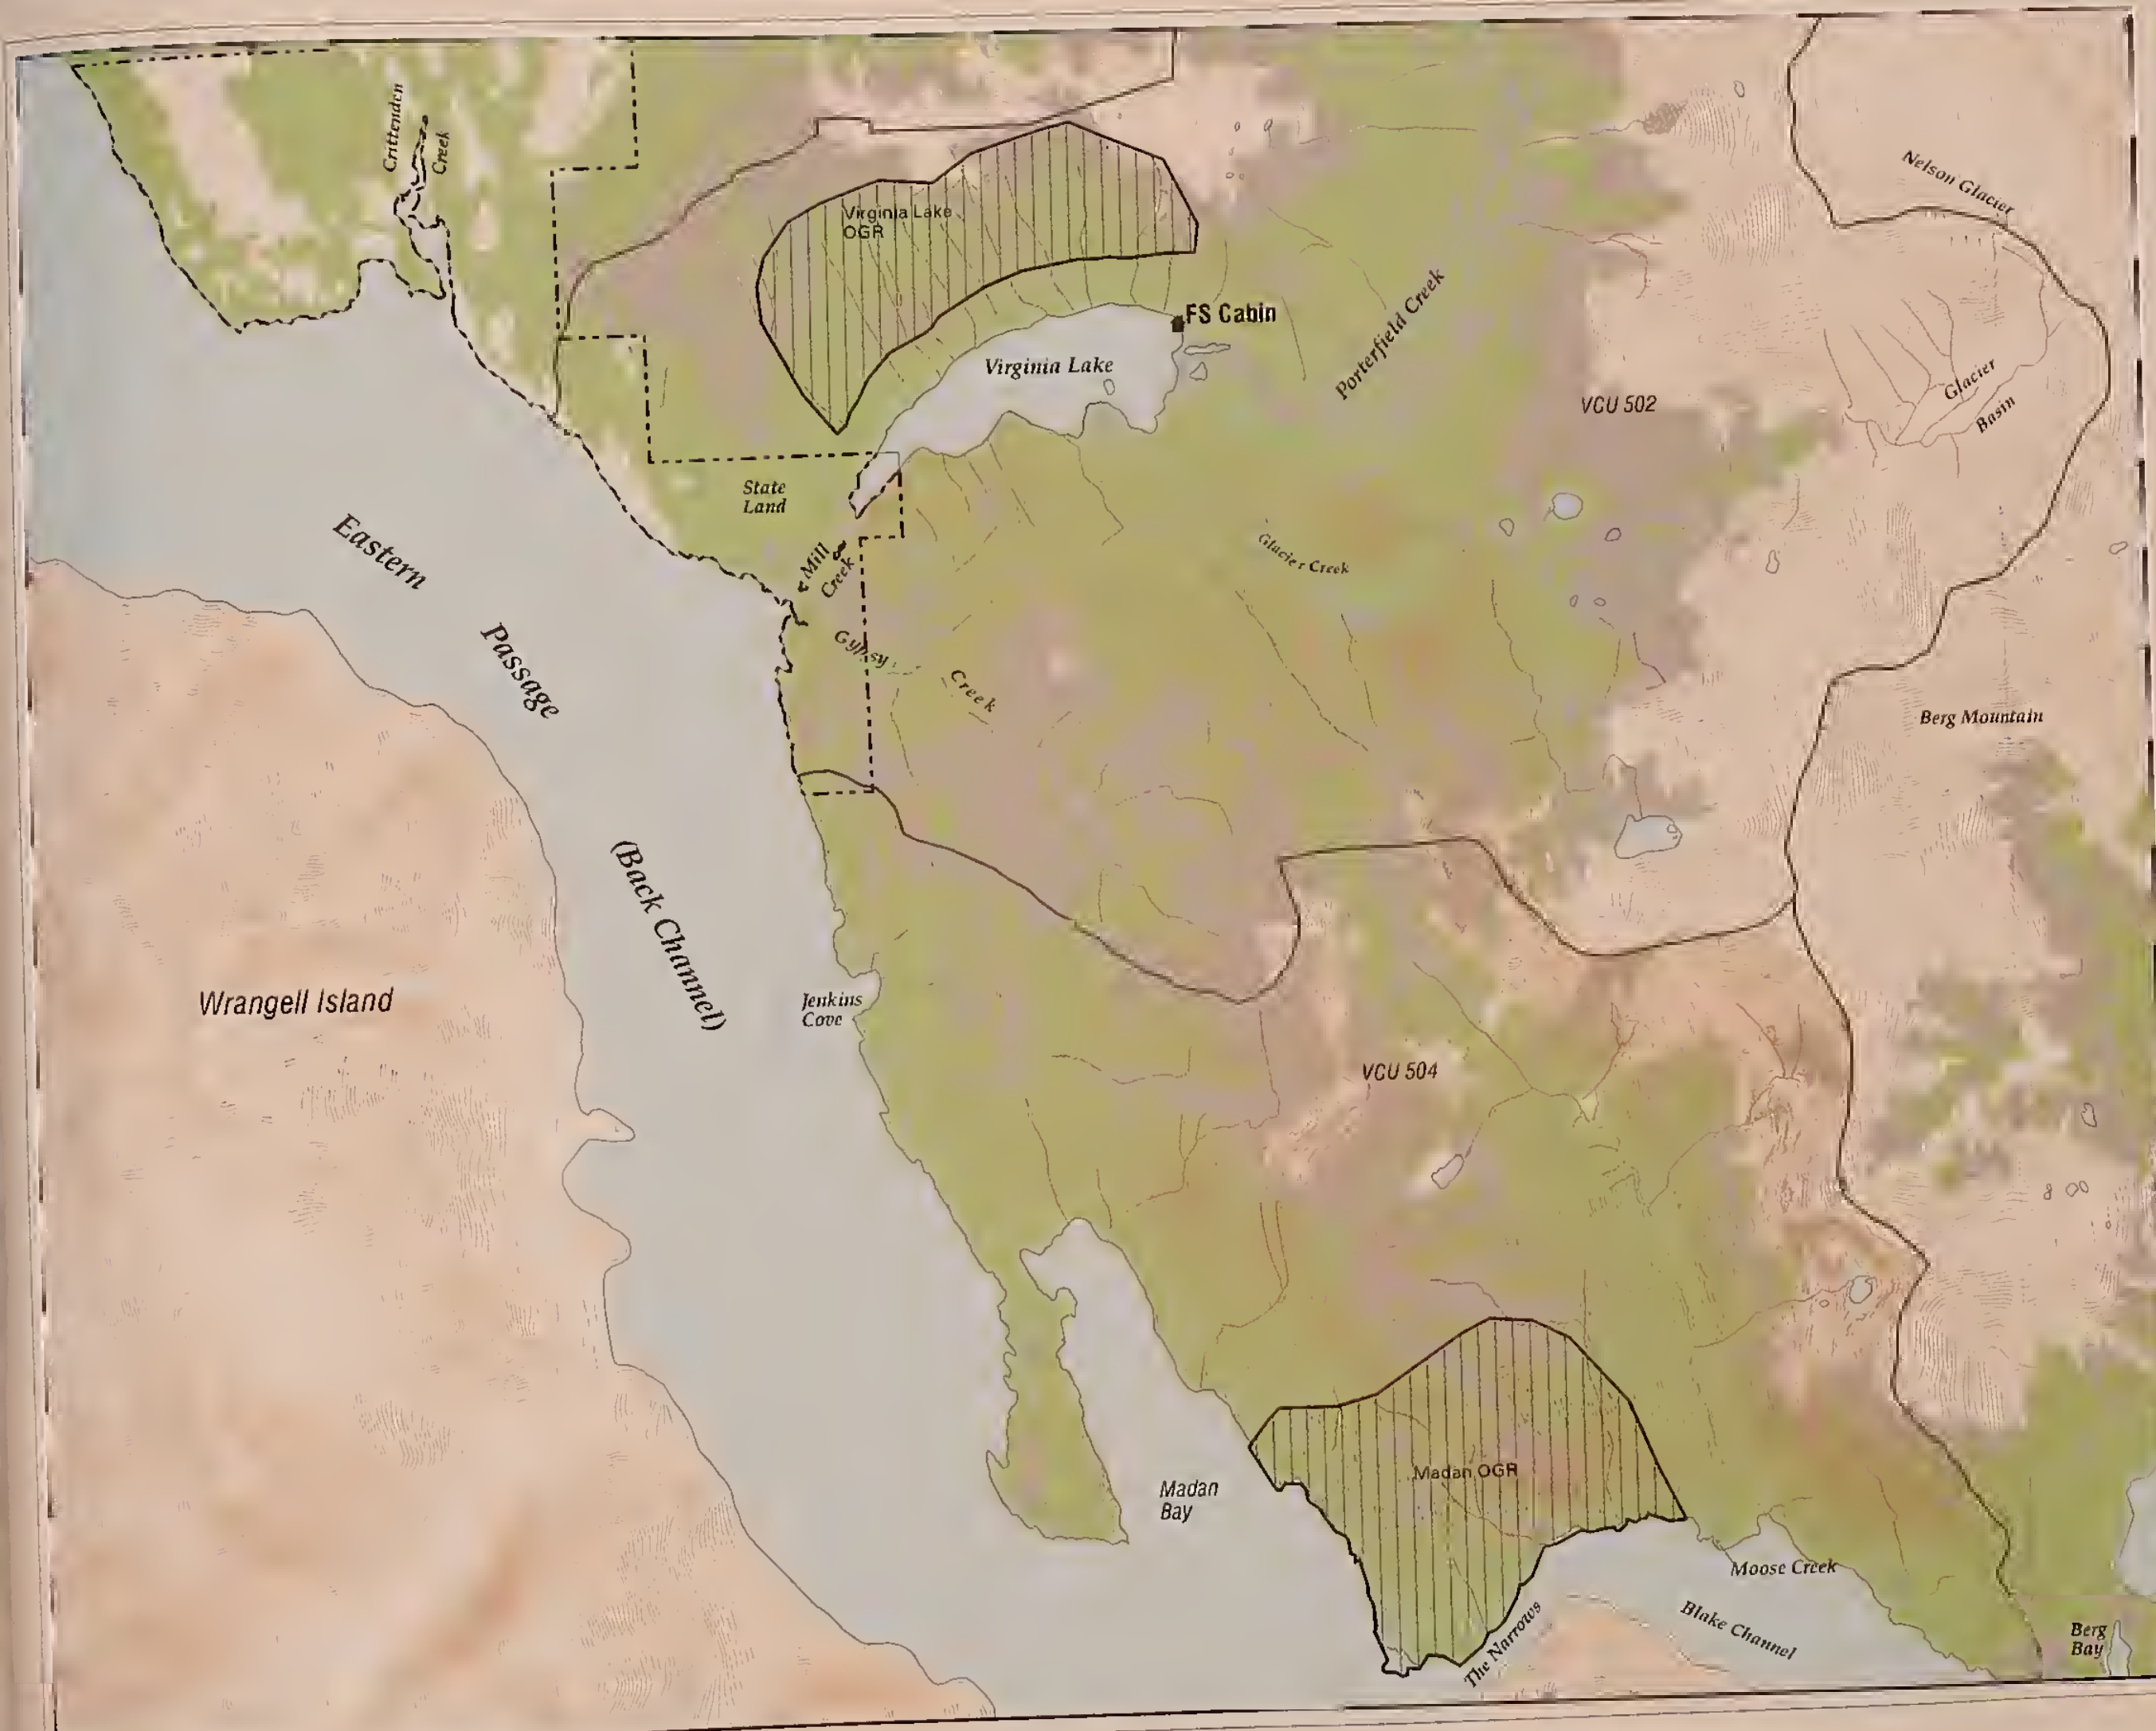 Crittenden
Creek
Nelson Glacier
Virginia Lake
OGR
FS Cabin
Porterfield Creek
Virginia Lake
VCU 502
Glacier
Basin
State
Land
Eastern
Passage
(Back Channel)
Mill
Creek
Glacier Creek
Gypsy
Creek
Berg Mountain
Wrangell Island
Jenkins
Cove
VCU 504
Madan OGR
Madan
Bay
Moose Creek
Blake Channel
The Narrows
Berg
Bay